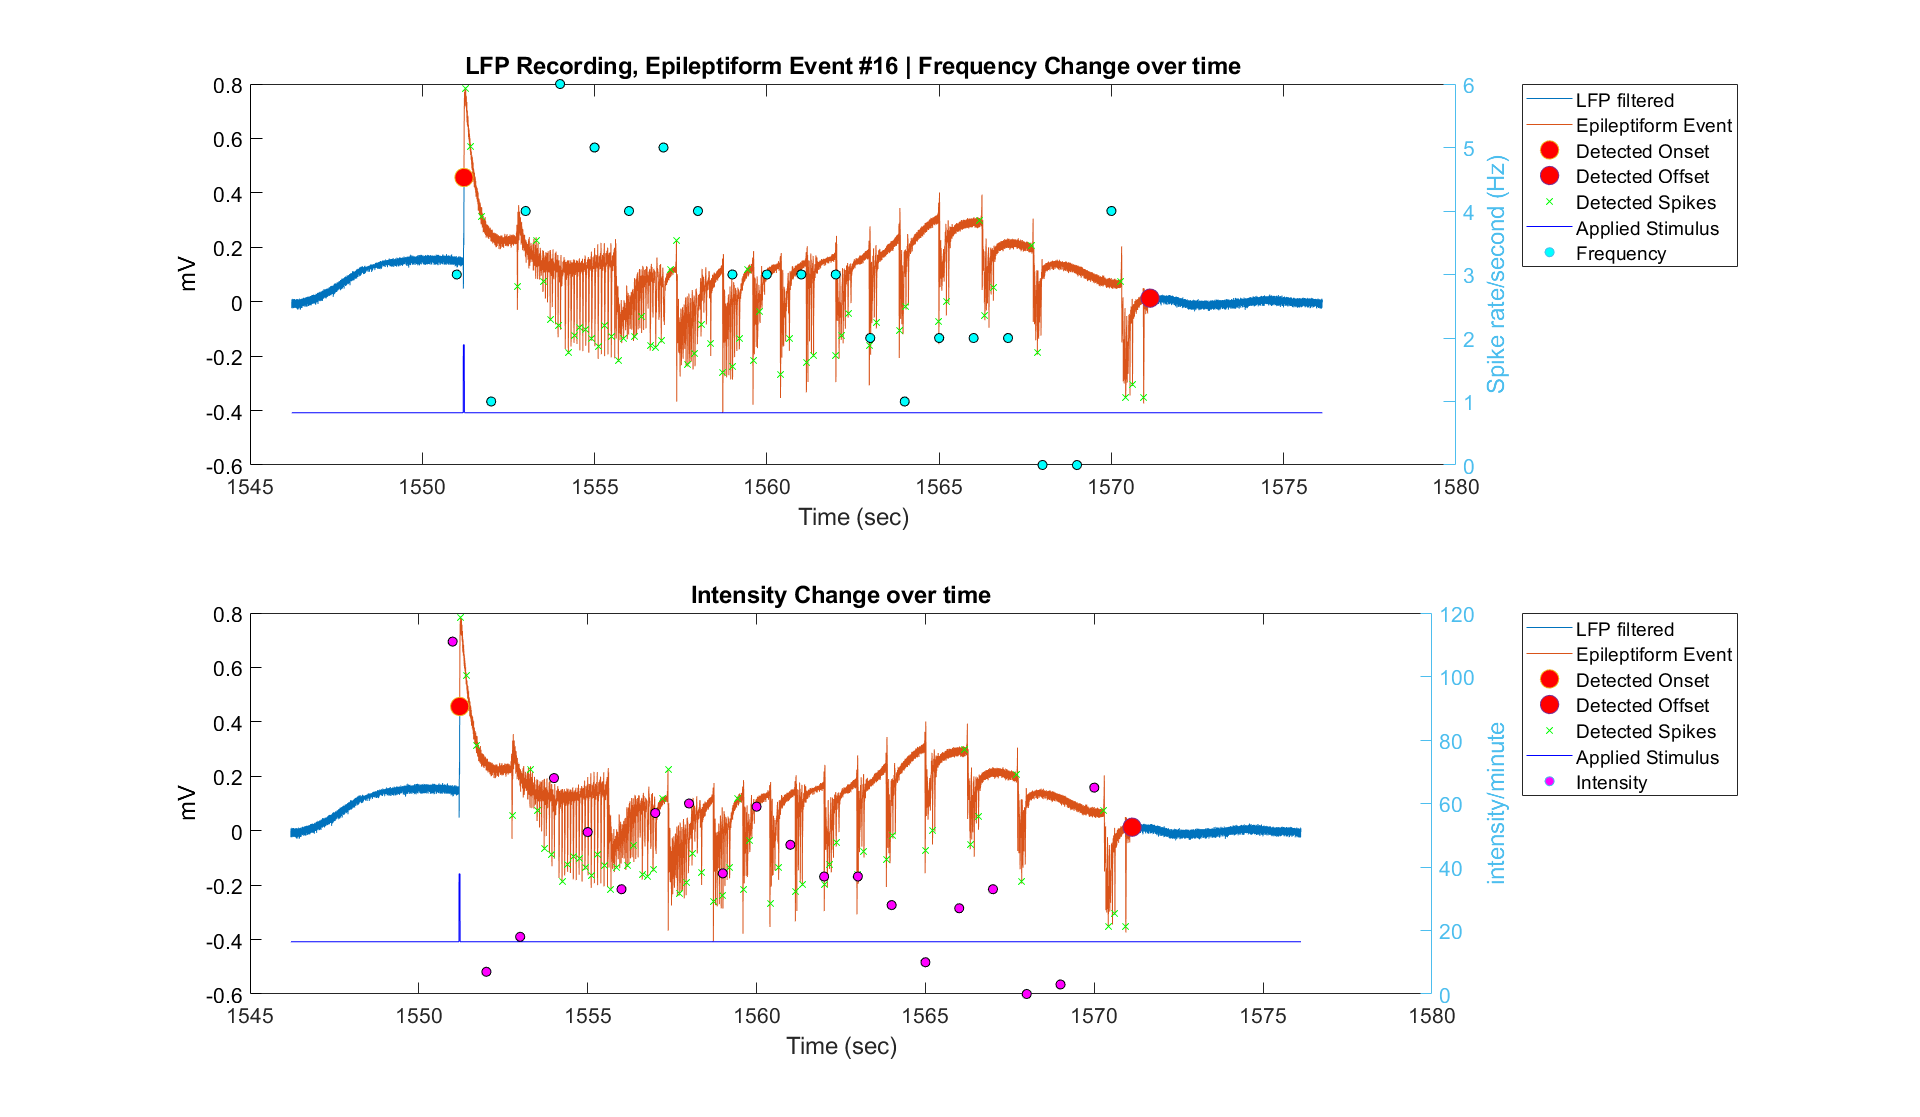 LFP Recording, Epileptiform Event #16 | Frequency Change over time
0.8
0.6
0.4
0.2
0
-0.2
-0.4
-0.6
mV
6
5
4
3
2
1
0
Spike rate/second (Hz)
1545 1550 1555 1560 1565 1570 1575 1580
Time (sec)
LFP filtered
Epileptiform Event
Detected Onset
Detected Offset
Detected Spikes
Applied Stimulus
Frequency
Intensity Change over time
0.8
0.6
0.4
0.2
0
-0.2
-0.4
-0.6
mV
120
100
80
60
40
20
0
intensity/minute
1545 1550 1555 1560 1565 1570 1575 1580
Time (sec)
LFP filtered
Epileptiform Event
Detected Onset
Detected Offset
Detected Spikes
Applied Stimulus
Intensity